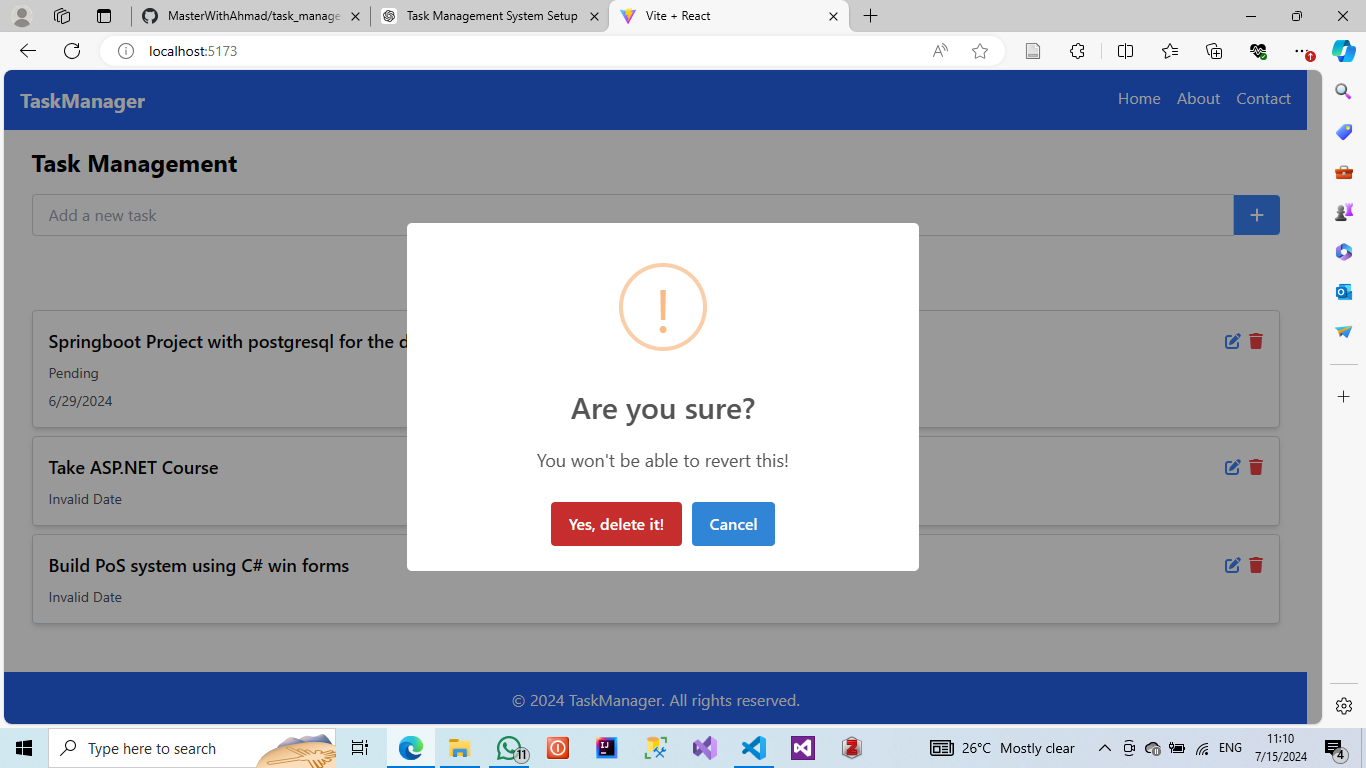 MasterWithAhmad/task_manage
Task Management System Setup
Vite + React
localhost:5173
TaskManager
Home About Contact
Task Management
Add a new task
Springboot Project with postgresql for the d
Pending
6/29/2024
Take ASP.NET Course
Invalid Date
Build PoS system using C# win forms
Invalid Date
!
Are you sure?
You won't be able to revert this!
Yes, delete it! Cancel
© 2024 TaskManager. All rights reserved.
Type here to search
11
26°C Mostly clear
ENG
11:10
7/15/2024
4